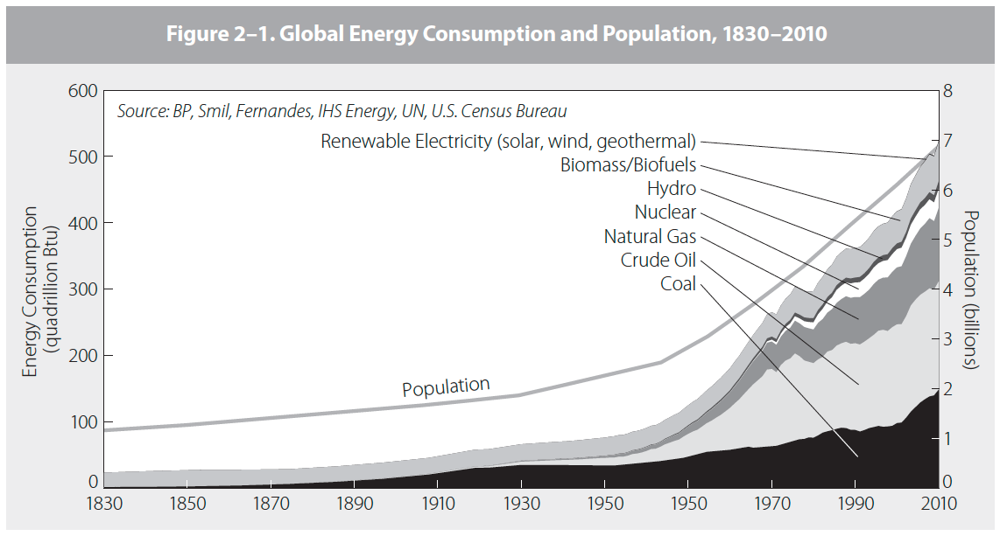 Figure 2–1. Global Energy Consumption and Population, 1830–2010
600
8
Source: BP, Smil, Fernandes, IHS Energy, UN, U.S. Census Bureau
Renewable Electricity (solar, wind, geothermal)
7
500
Biomass/Biofuels
Hydro
6
Nuclear
400
Natural Gas
5
Crude Oil
300
Coal
4
Energy Consumption
(quadrillion Btu)
Population (billions)
3
200
Population
2
100
1
0
0
1830 1850 1870 1890 1910 1930 1950 1950 1970 1990 2010